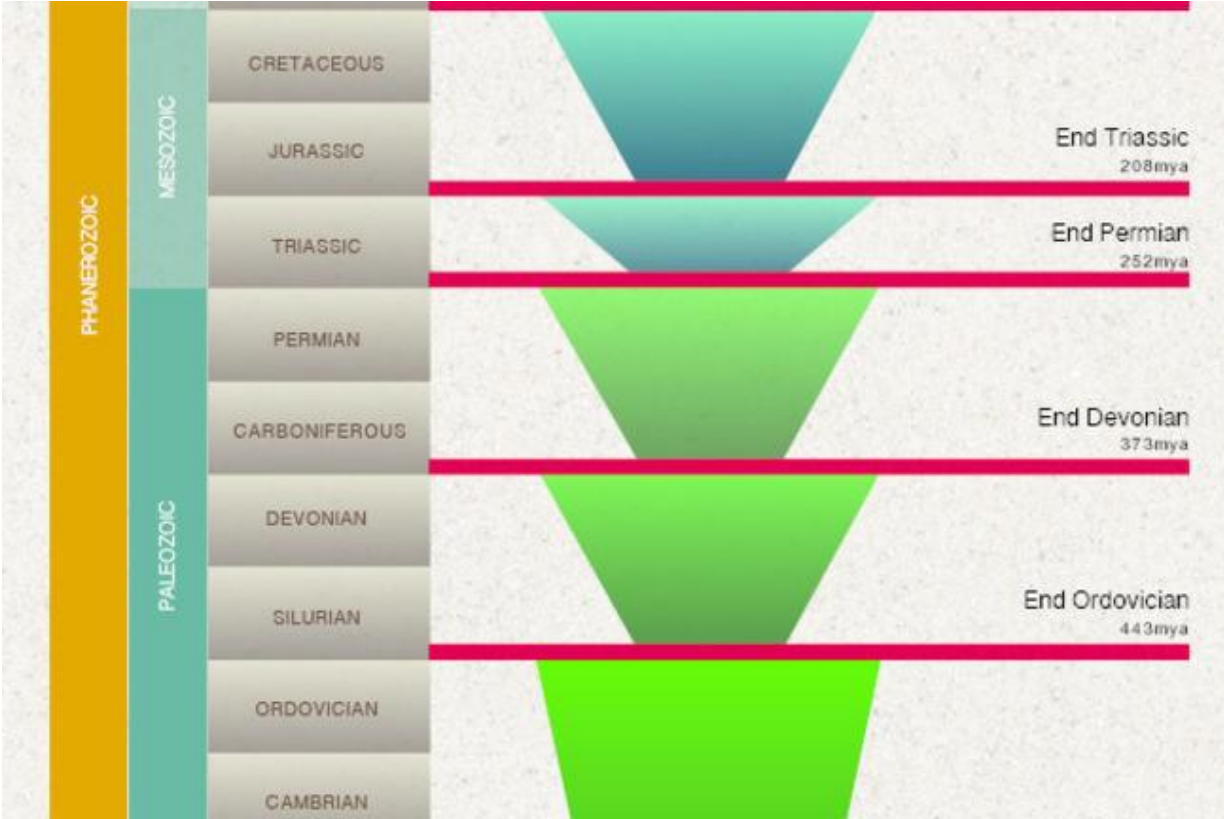 PHANEROZOIC
MESOZOIC
PALEOZOIC
CRETACEOUS
JURASSIC
TRIASSIC
PERMIAN
CARBONIFEROUS
DEVONIAN
SILURIAN
ORDOVICIAN
CAMBRIAN
End Triassic
208mya
End Permian
252mya
End Devonian
373mya
End Ordovician
443mya